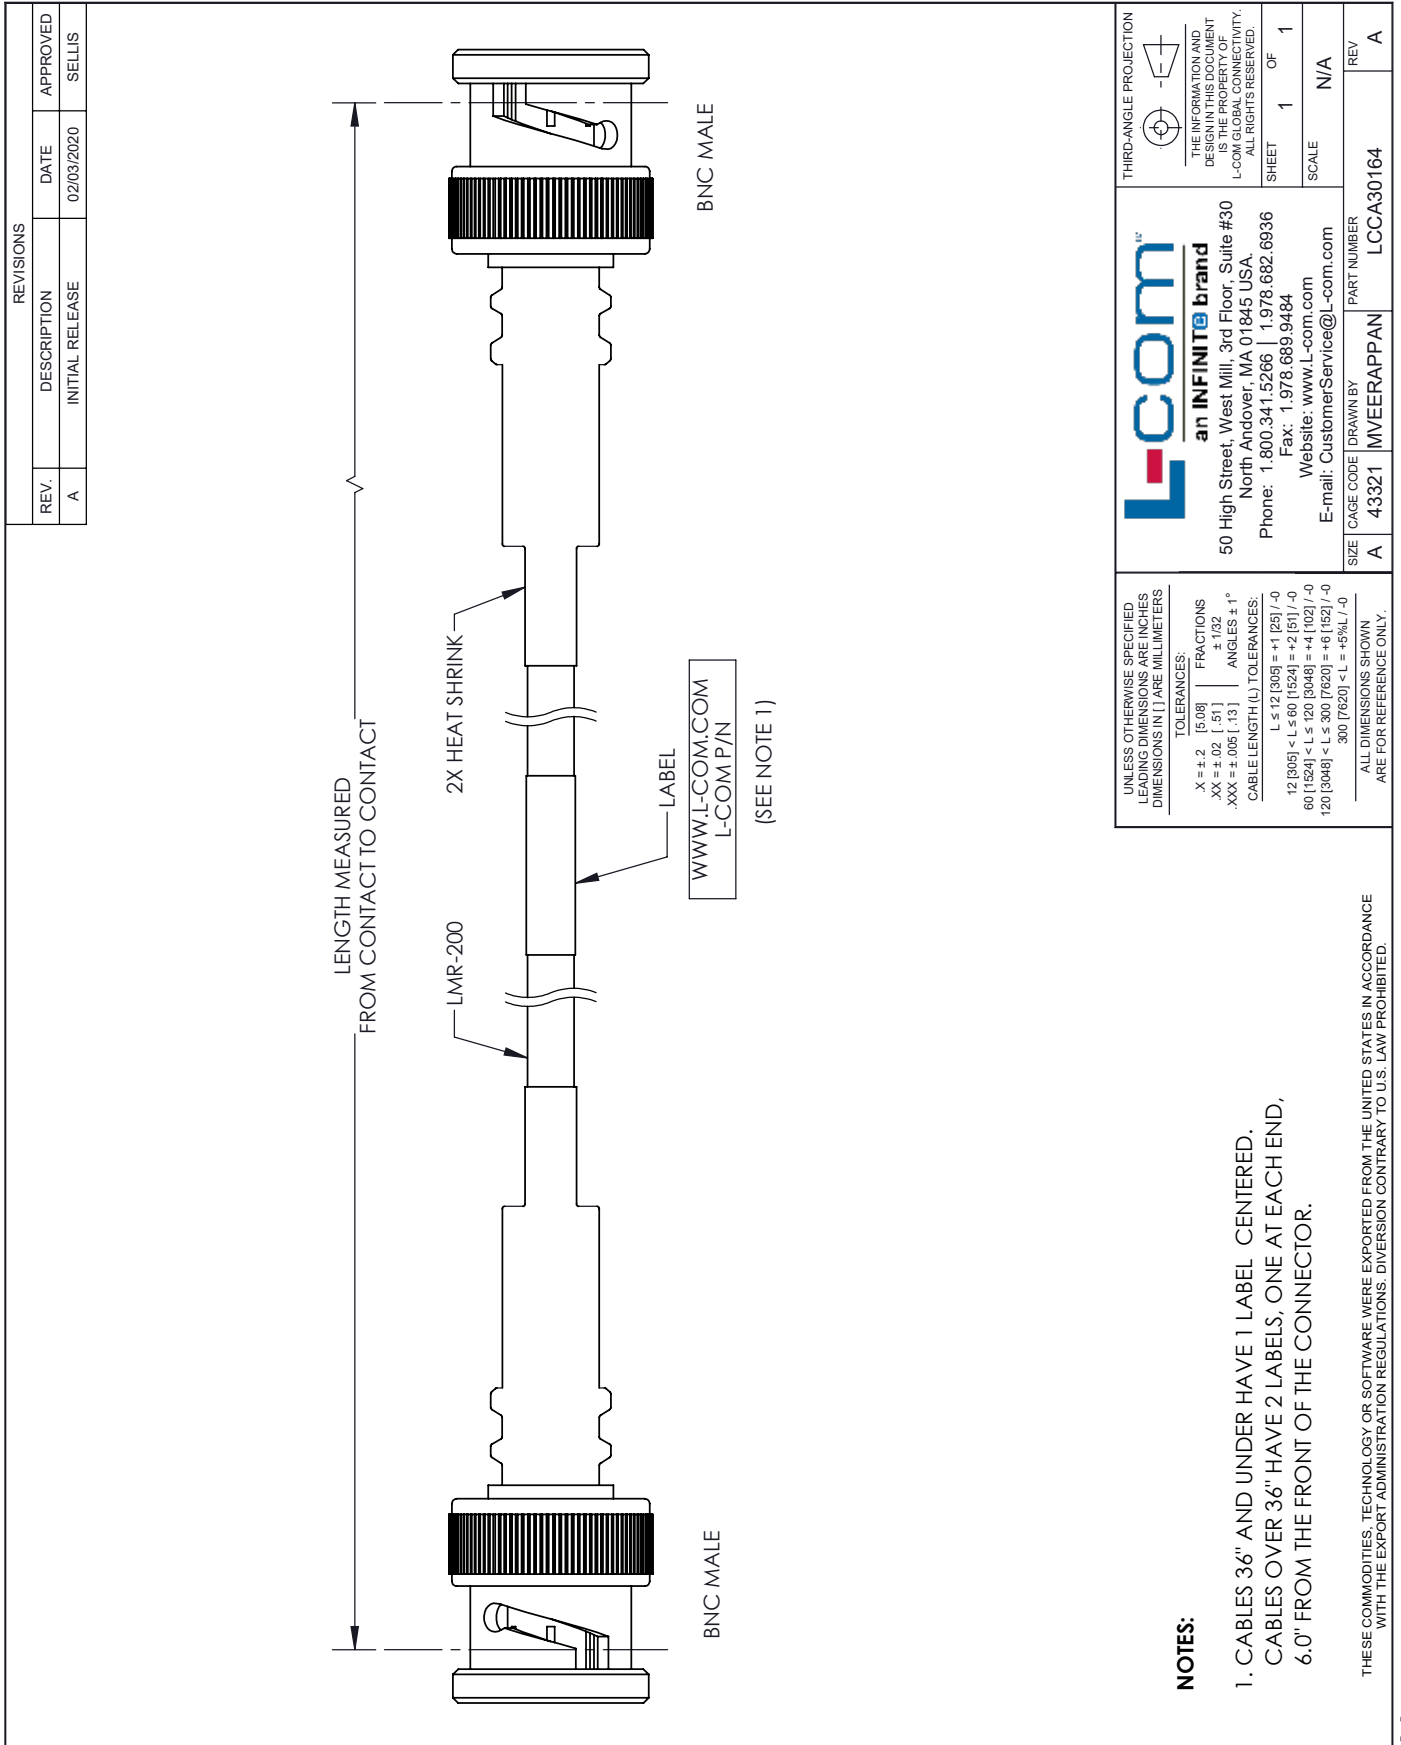 REVISIONS
REV. DESCRIPTION DATE APPROVED
A INITIAL RELEASE 02/03/2020 SELLIS
LENGTH MEASURED
FROM CONTACT TO CONTACT
LMR-200
2X HEAT SHRINK
LABEL
WWW.L-COM.COM
L-COM P/N
(SEE NOTE 1)
BNC MALE
BNC MALE
NOTES:
1. CABLES 36" AND UNDER HAVE 1 LABEL CENTERED.
CABLES OVER 36" HAVE 2 LABELS, ONE AT EACH END,
6.0" FROM THE FRONT OF THE CONNECTOR.
THESE COMMODITIES, TECHNOLOGY OR SOFTWARE WERE EXPORTED FROM THE UNITED STATES IN ACCORDANCE
WITH THE EXPORT ADMINISTRATION REGULATIONS. DIVERSION CONTRARY TO U.S. LAW PROHIBITED.
UNLESS OTHERWISE SPECIFIED
LEADING DIMENSIONS ARE INCHES
DIMENSIONS IN [ ] ARE MILLIMETERS
TOLERANCES:
.X = ±.2 [5.08] FRACTIONS
.XX = ±.02 [.51] ± 1/32
.XXX = ±.005 [.13] ANGLES ± 1°
CABLE LENGTH (L) TOLERANCES:
L ≤ 12 [305] = +1 [25] / -0
12 [305] < L ≤ 60 [1524] = +2 [51] / -0
60 [1524] < L ≤ 120 [3048] = +4 [102] / -0
120 [3048] < L ≤ 300 [7620] = +6 [152] / -0
300 [7620] < L = +5%L / -0
ALL DIMENSIONS SHOWN
ARE FOR REFERENCE ONLY.
L-com
an INFINIT@ brand
50 High Street, West Mill, 3rd Floor, Suite #30
North Andover, MA 01845 USA.
Phone: 1.800.341.5266 | 1.978.682.6936
Fax: 1.978.689.9484
Website: www.L-com.com
E-mail: CustomerService@L-com.com
THIRD-ANGLE PROJECTION
THE INFORMATION AND
DESIGN IN THIS DOCUMENT
IS THE PROPERTY OF
L-COM GLOBAL CONNECTIVITY.
ALL RIGHTS RESERVED.
SHEET 1 OF 1
SCALE N/A
SIZE CAGE CODE DRAWN BY PART NUMBER REV
A 43321 MVEERAPPAN LCCA30164 A